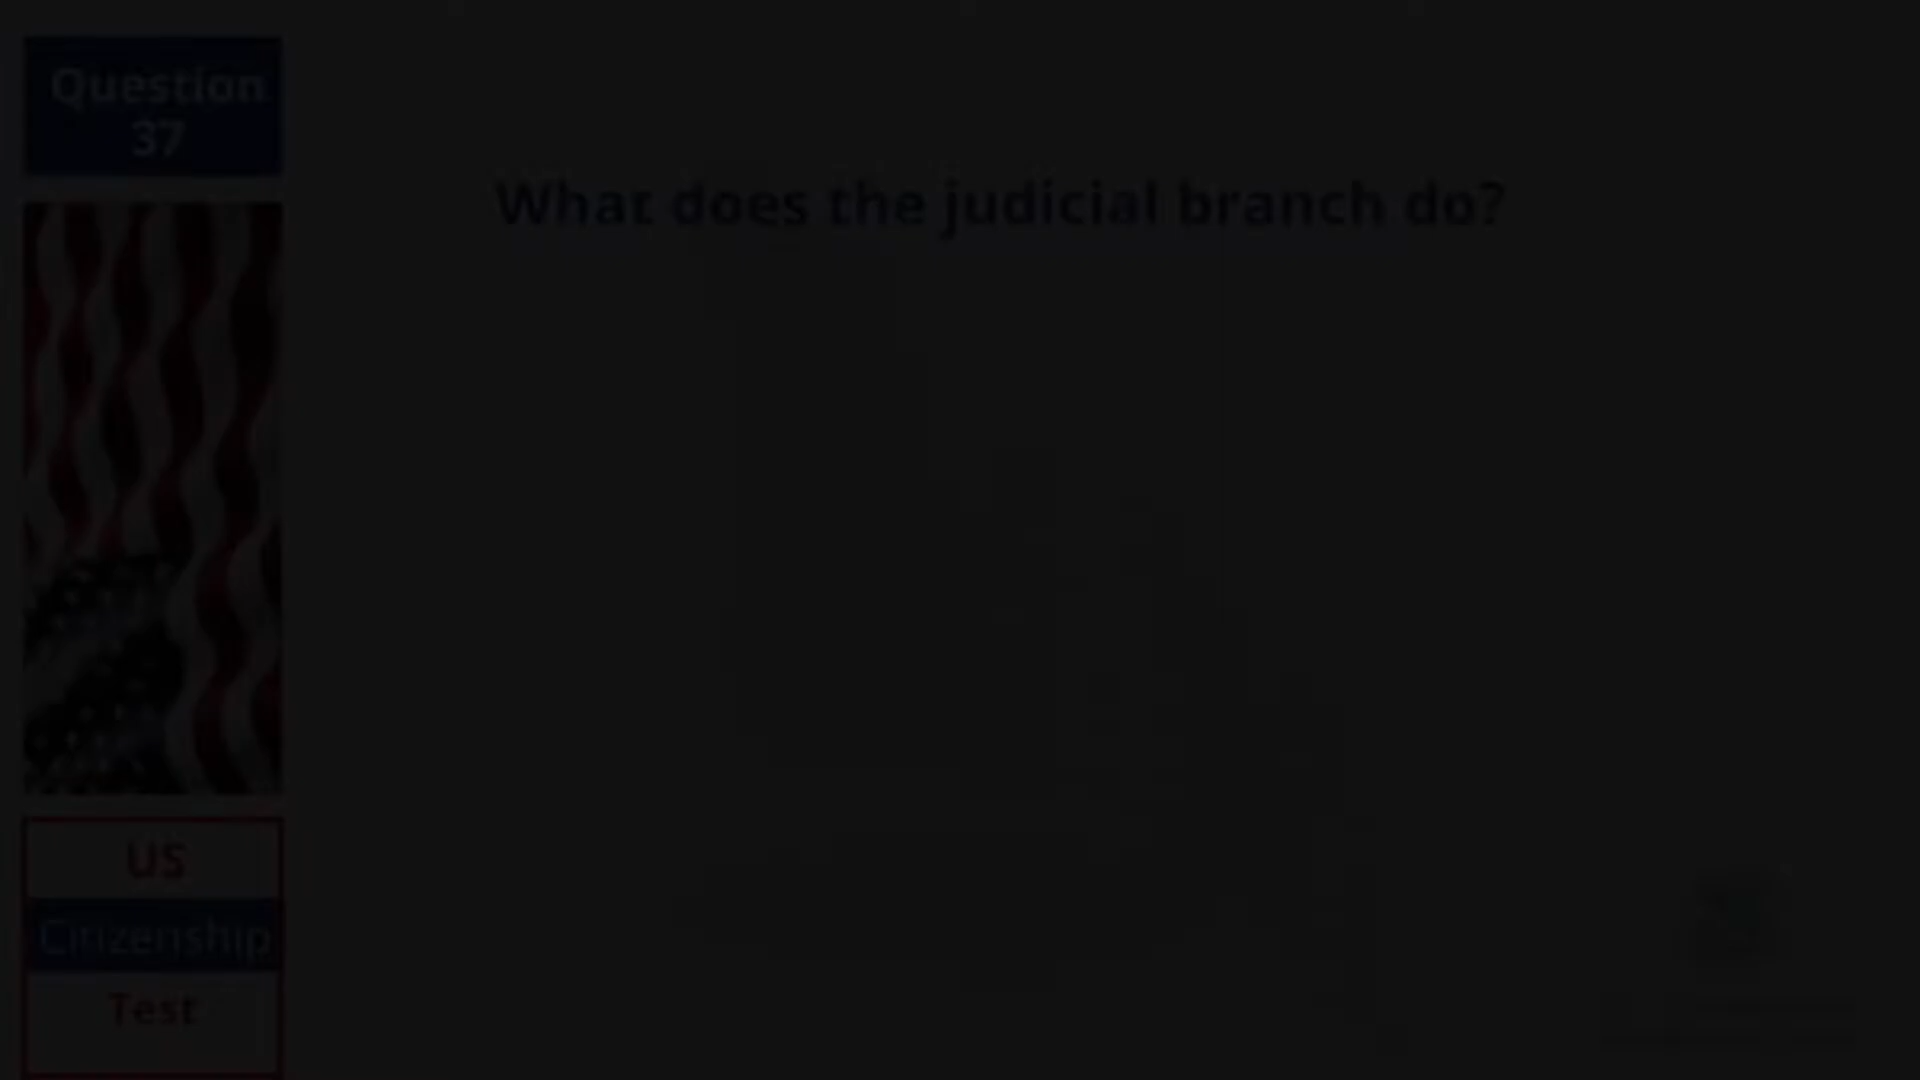 Question
37
What does the judicial branch do?
US
Citizenship
Test